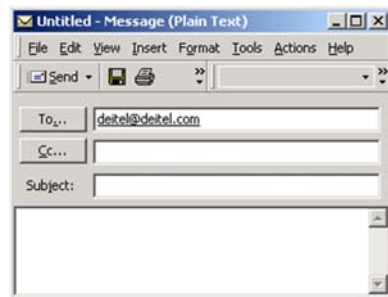 Untitled - Message (Plain Text)
File Edit View Insert Format Tools Actions Help
Send
To... deitel@deitel.com
Cc...
Subject: